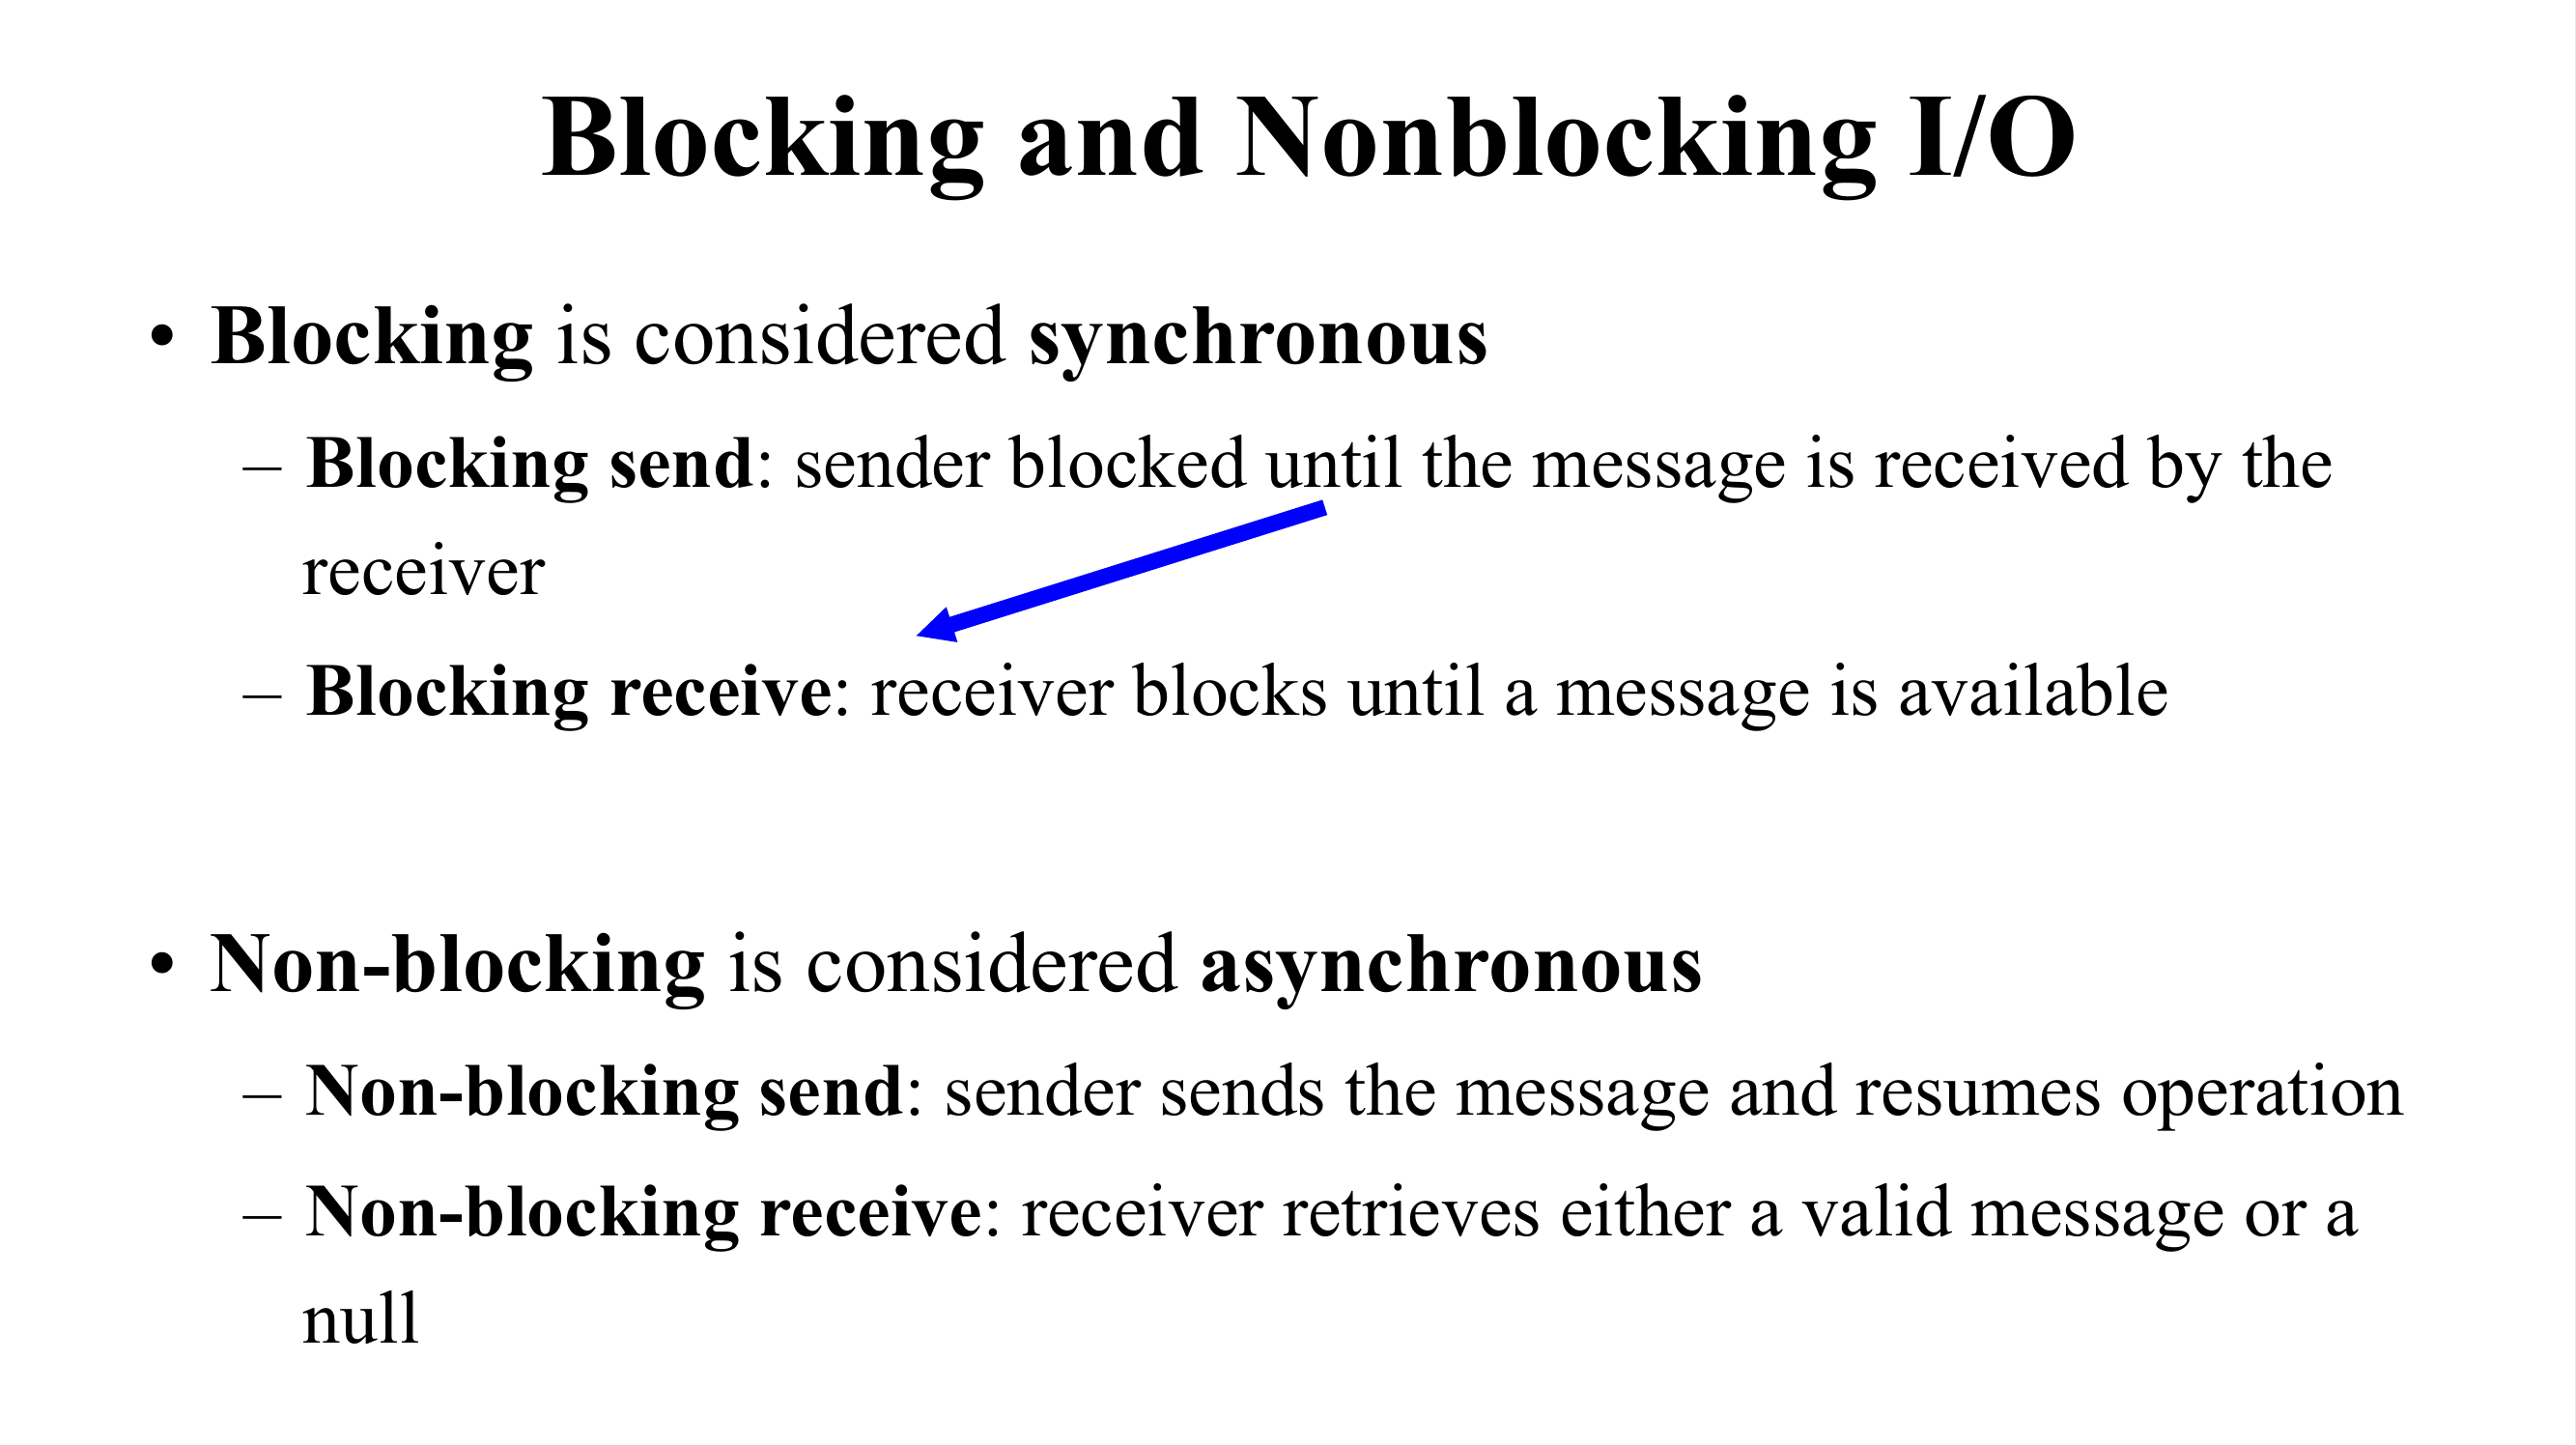 Blocking and Nonblocking I/O
• Blocking is considered synchronous
– Blocking send: sender blocked until the message is received by the
receiver
– Blocking receive: receiver blocks until a message is available
• Non-blocking is considered asynchronous
– Non-blocking send: sender sends the message and resumes operation
– Non-blocking receive: receiver retrieves either a valid message or a
null